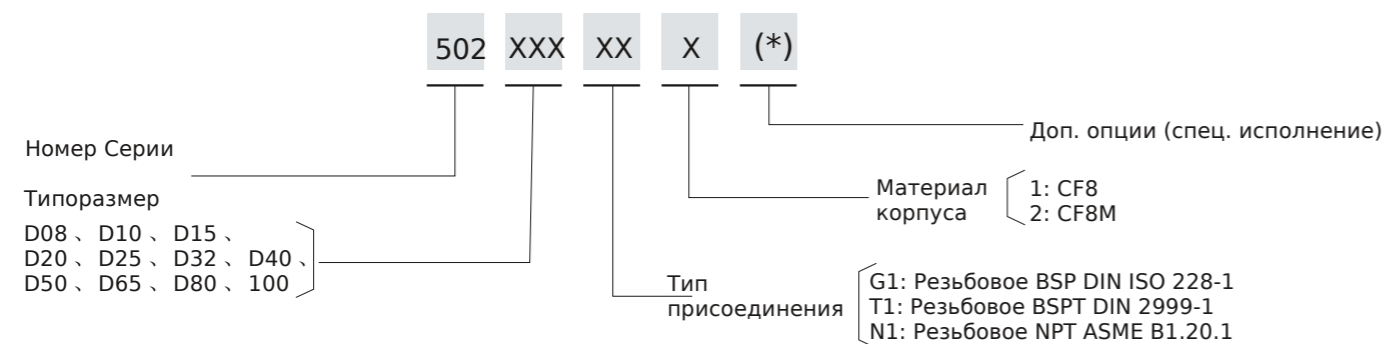 502 XXX XX X (*)
Номер Серии
Типоразмер
D08 、 D10 、 D15 、
D20 、 D25 、 D32 、 D40 、
D50 、 D65 、 D80 、 100
Доп. опции (спец. исполнение)
Материал
корпуса
1: CF8
2: CF8M
Тип
присоединения
G1: Резьбовое BSP DIN ISO 228-1
T1: Резьбовое BSPT DIN 2999-1
N1: Резьбовое NPT ASME B1.20.1